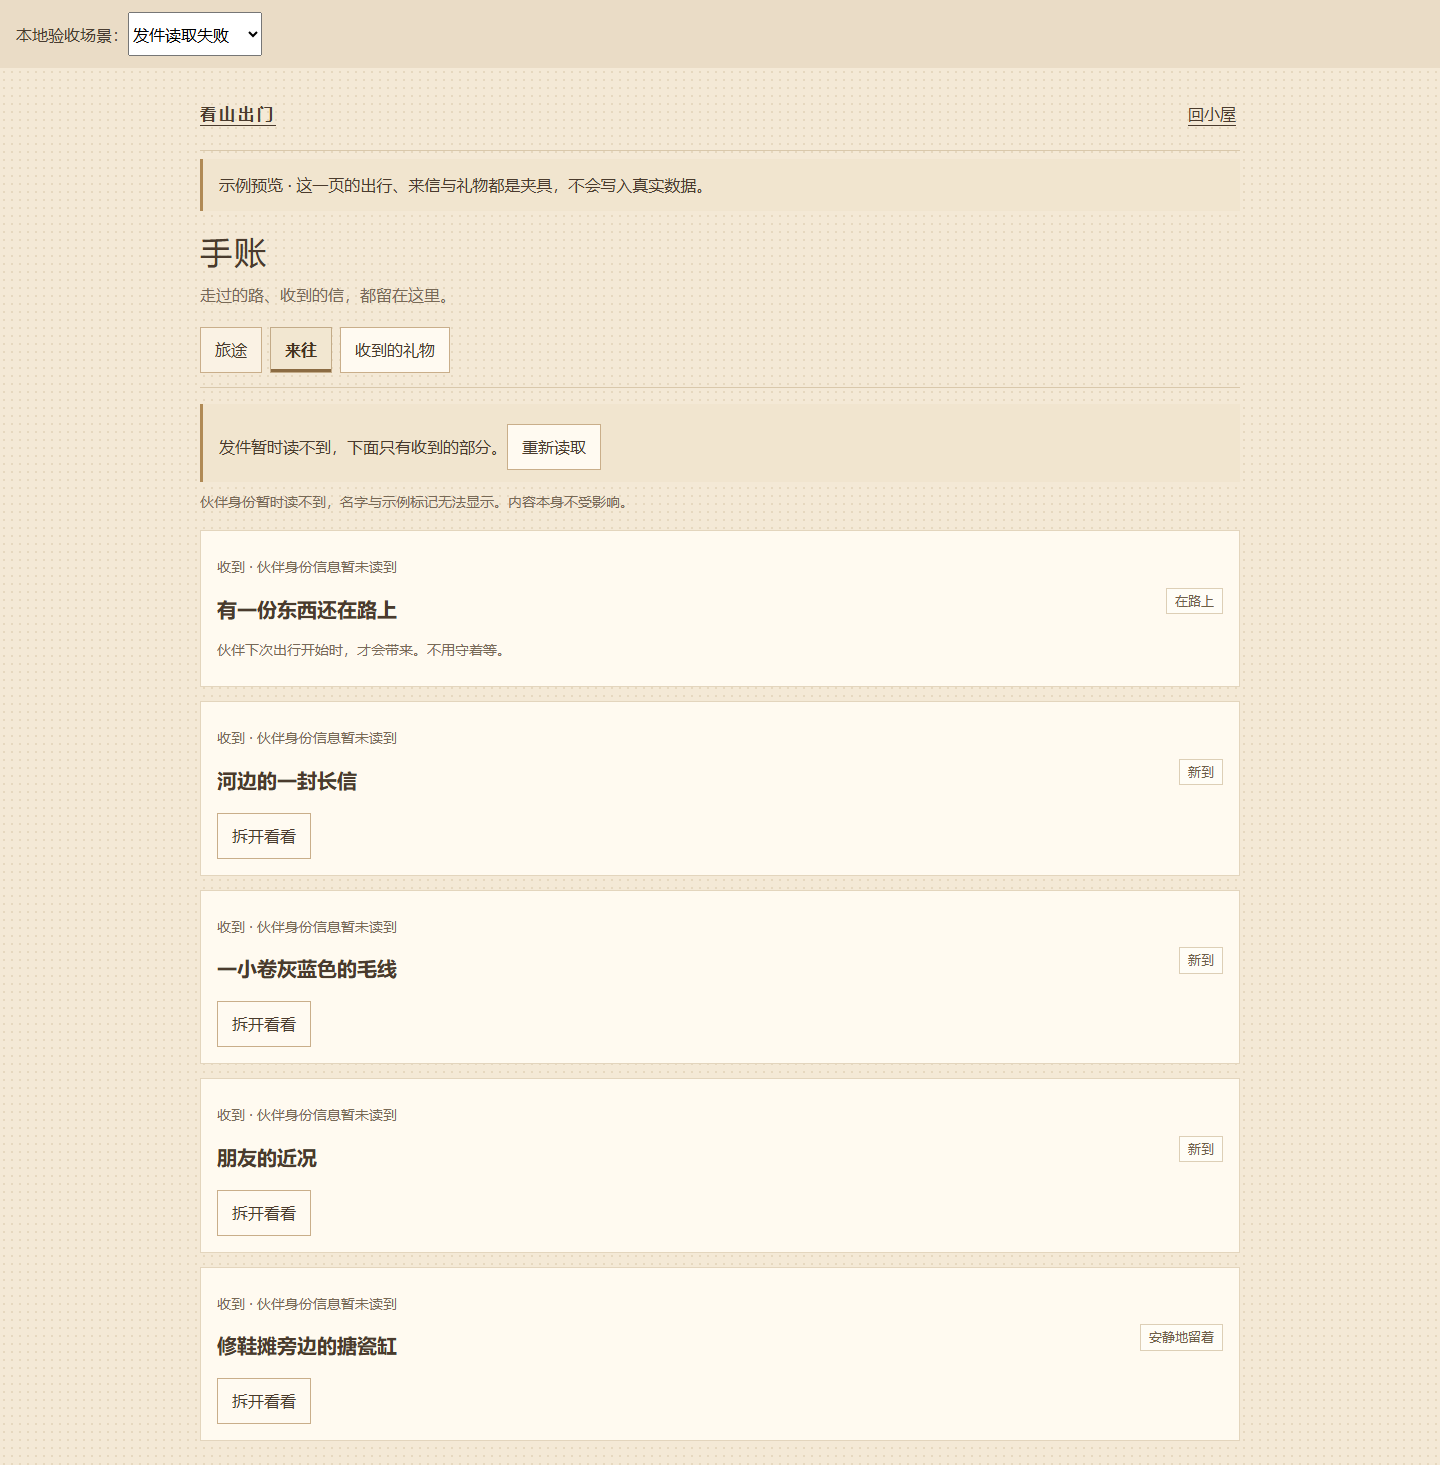 本地验收场景： 发件读取失败
看山出门 回小屋
示例预览 · 这一页的出行、来信与礼物都是夹具，不会写入真实数据。
手账
走过的路、收到的信，都留在这里。
旅途 来往 收到的礼物
发件暂时读不到，下面只有收到的部分。 重新读取
伙伴身份暂时读不到，名字与示例标记无法显示。内容本身不受影响。
收到 · 伙伴身份信息暂未读到
有一份东西还在路上 在路上
伙伴下次出行开始时，才会带来。不用守着等。
收到 · 伙伴身份信息暂未读到
河边的一封长信 新到
拆开看看
收到 · 伙伴身份信息暂未读到
一小卷灰蓝色的毛线 新到
拆开看看
收到 · 伙伴身份信息暂未读到
朋友的近况 新到
拆开看看
收到 · 伙伴身份信息暂未读到
修鞋摊旁边的搪瓷缸 安静地留着
拆开看看